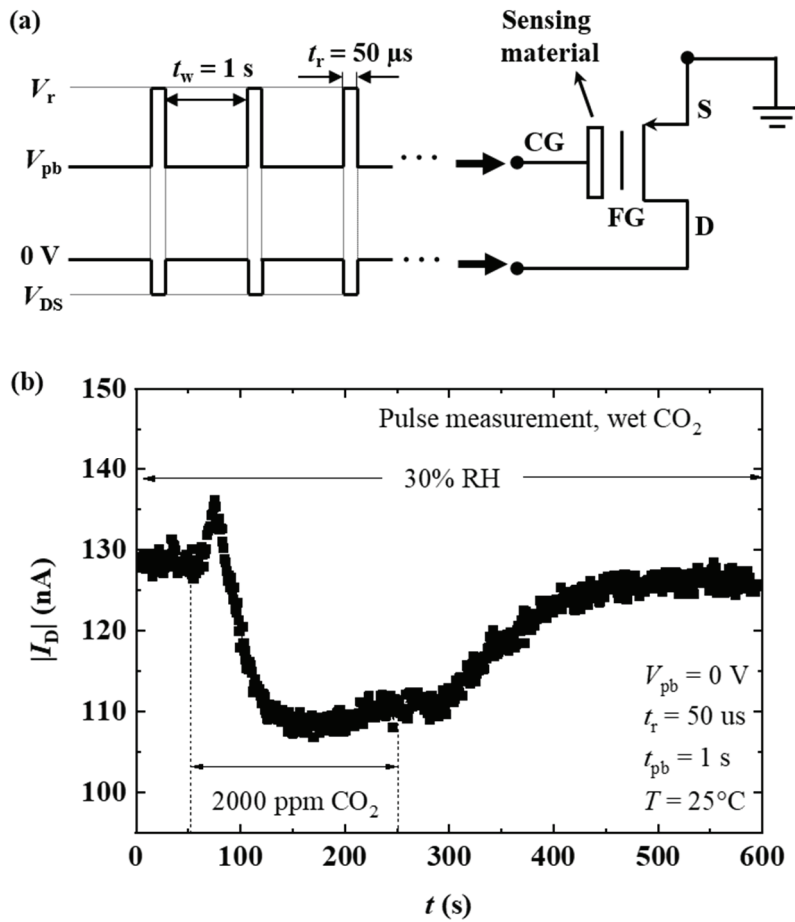 (a)
Sensing
material
t_w = 1 s
t_r = 50 μs
V_r
V_pb
0 V
V_DS
...
...
CG
FG
S
D
(b)
150
140
130
120
110
100
|I_D| (nA)
Pulse measurement, wet CO₂
30% RH
2000 ppm CO₂
V_pb = 0 V
t_r = 50 us
t_pb = 1 s
T = 25°C
0
100
200
300
400
500
600
t (s)